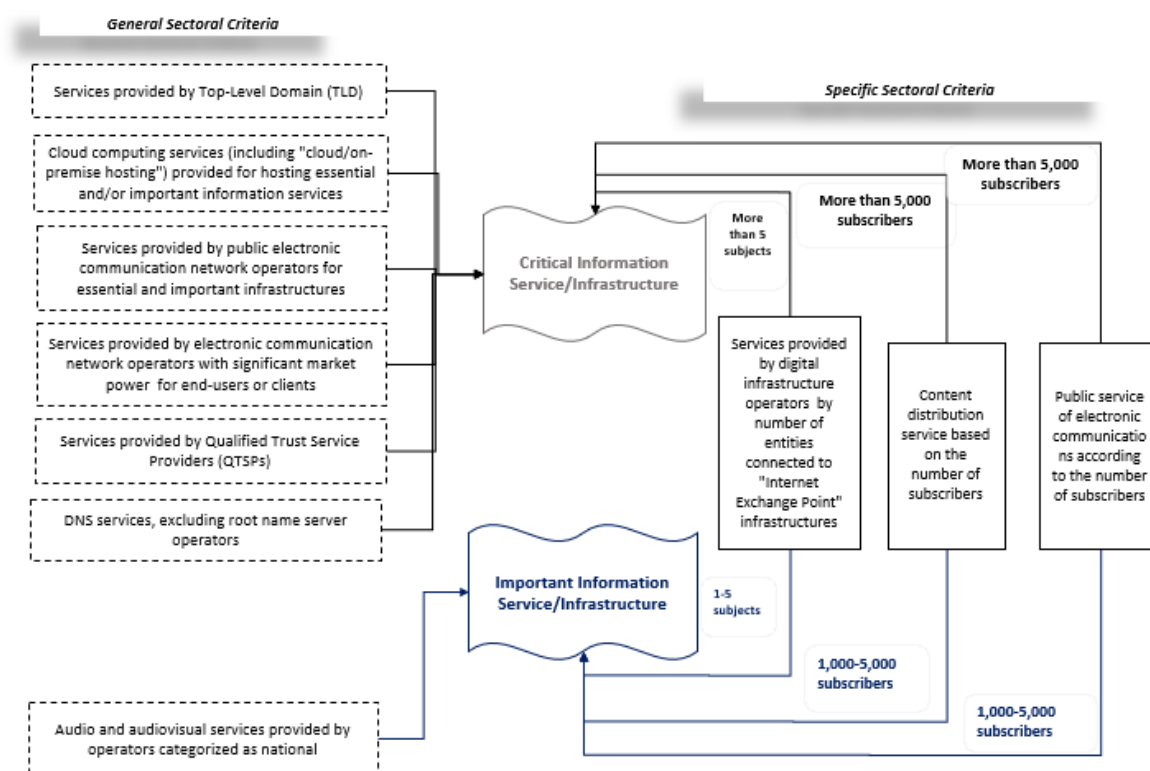 General Sectoral Criteria
Services provided by Top-Level Domain (TLD)
Cloud computing services (including "cloud/on-
premise hosting") provided for hosting essential
and/or important information services
Services provided by public electronic
communication network operators for
essential and important infrastructures
Services provided by electronic communication
network operators with significant market
power for end-users or clients
Services provided by Qualified Trust Service
Providers (QTSPs)
DNS services, excluding root name server
operators
Audio and audiovisual services provided by
operators categorized as national
Critical Information
Service/Infrastructure
Important Information
Service/Infrastructure
Specific Sectoral Criteria
More
than 5
subjects
More than 5,000
subscribers
More than 5,000
subscribers
Services provided
by digital
infrastructure
operators by
number of
entities
connected to
"Internet
Exchange Point"
infrastructures
Content
distribution
service based
on the
number of
subscribers
Public service
of electronic
communicatio
ns according
to the number
of subscribers
1-5
subjects
1,000-5,000
subscribers
1,000-5,000
subscribers